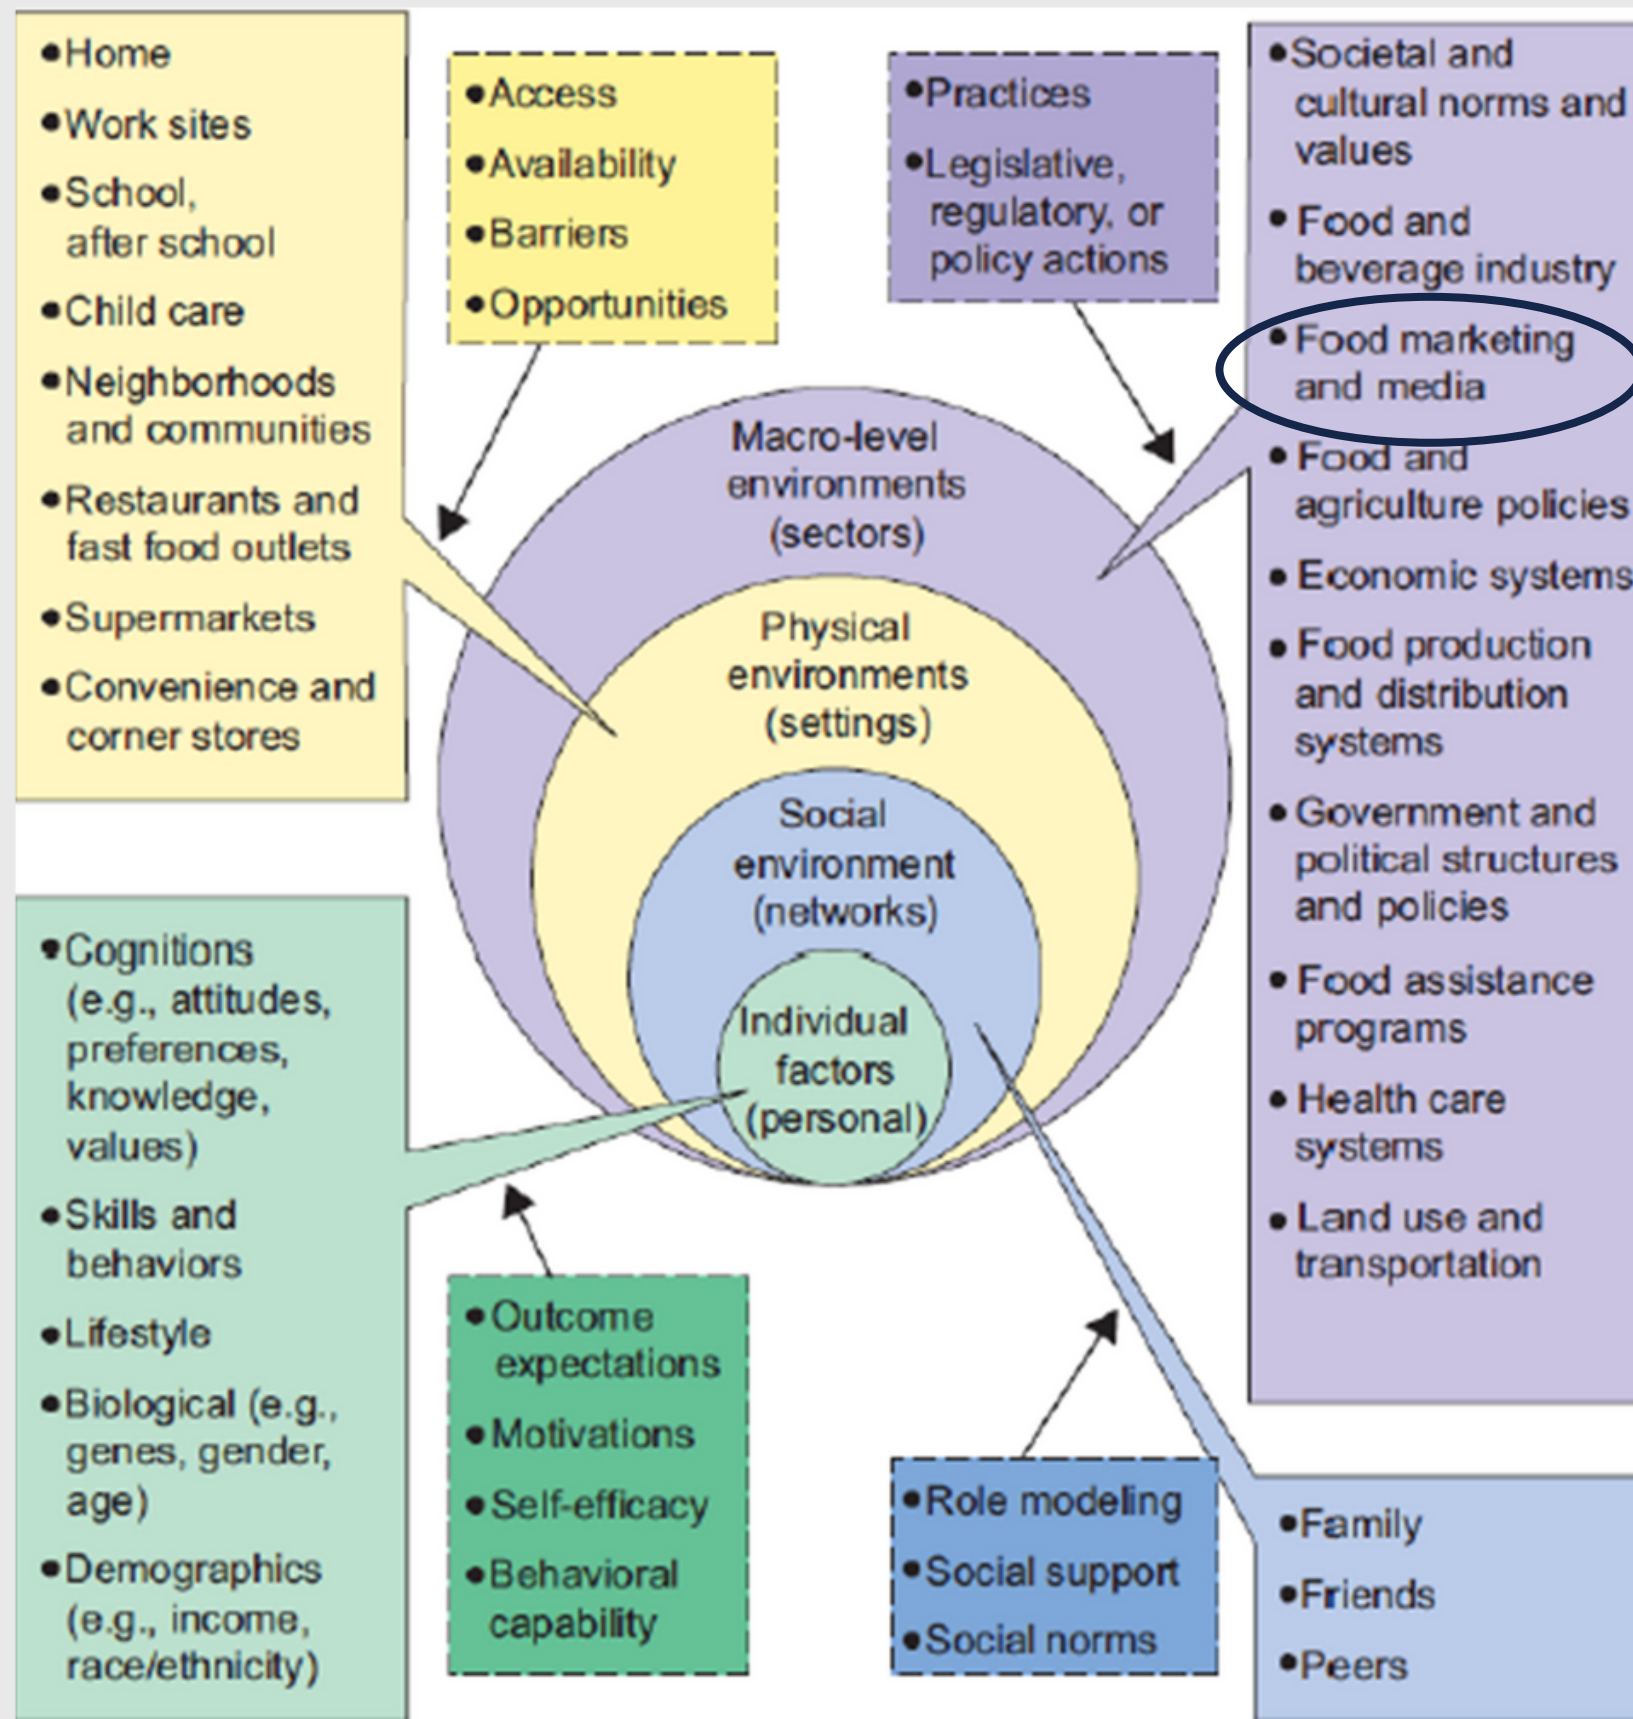 •Home
•Work sites
•School,
after school
•Child care
•Neighborhoods
and communities
•Restaurants and
fast food outlets
•Supermarkets
•Convenience and
corner stores
•Access
•Availability
•Barriers
•Opportunities
•Practices
•Legislative,
regulatory, or
policy actions
•Societal and
cultural norms and
values
•Food and
beverage industry
•Food marketing
and media
•Food and
agriculture policies
•Economic systems
•Food production
and distribution
systems
•Government and
political structures
and policies
•Food assistance
programs
•Health care
systems
•Land use and
transportation
Macro-level
environments
(sectors)
Physical
environments
(settings)
Social
environment
(networks)
Individual
factors
(personal)
•Cognitions
(e.g., attitudes,
preferences,
knowledge,
values)
•Skills and
behaviors
•Lifestyle
•Biological (e.g.,
genes, gender,
age)
•Demographics
(e.g., income,
race/ethnicity)
•Outcome
expectations
•Motivations
•Self-efficacy
•Behavioral
capability
•Role modeling
•Social support
•Social norms
•Family
•Friends
•Peers